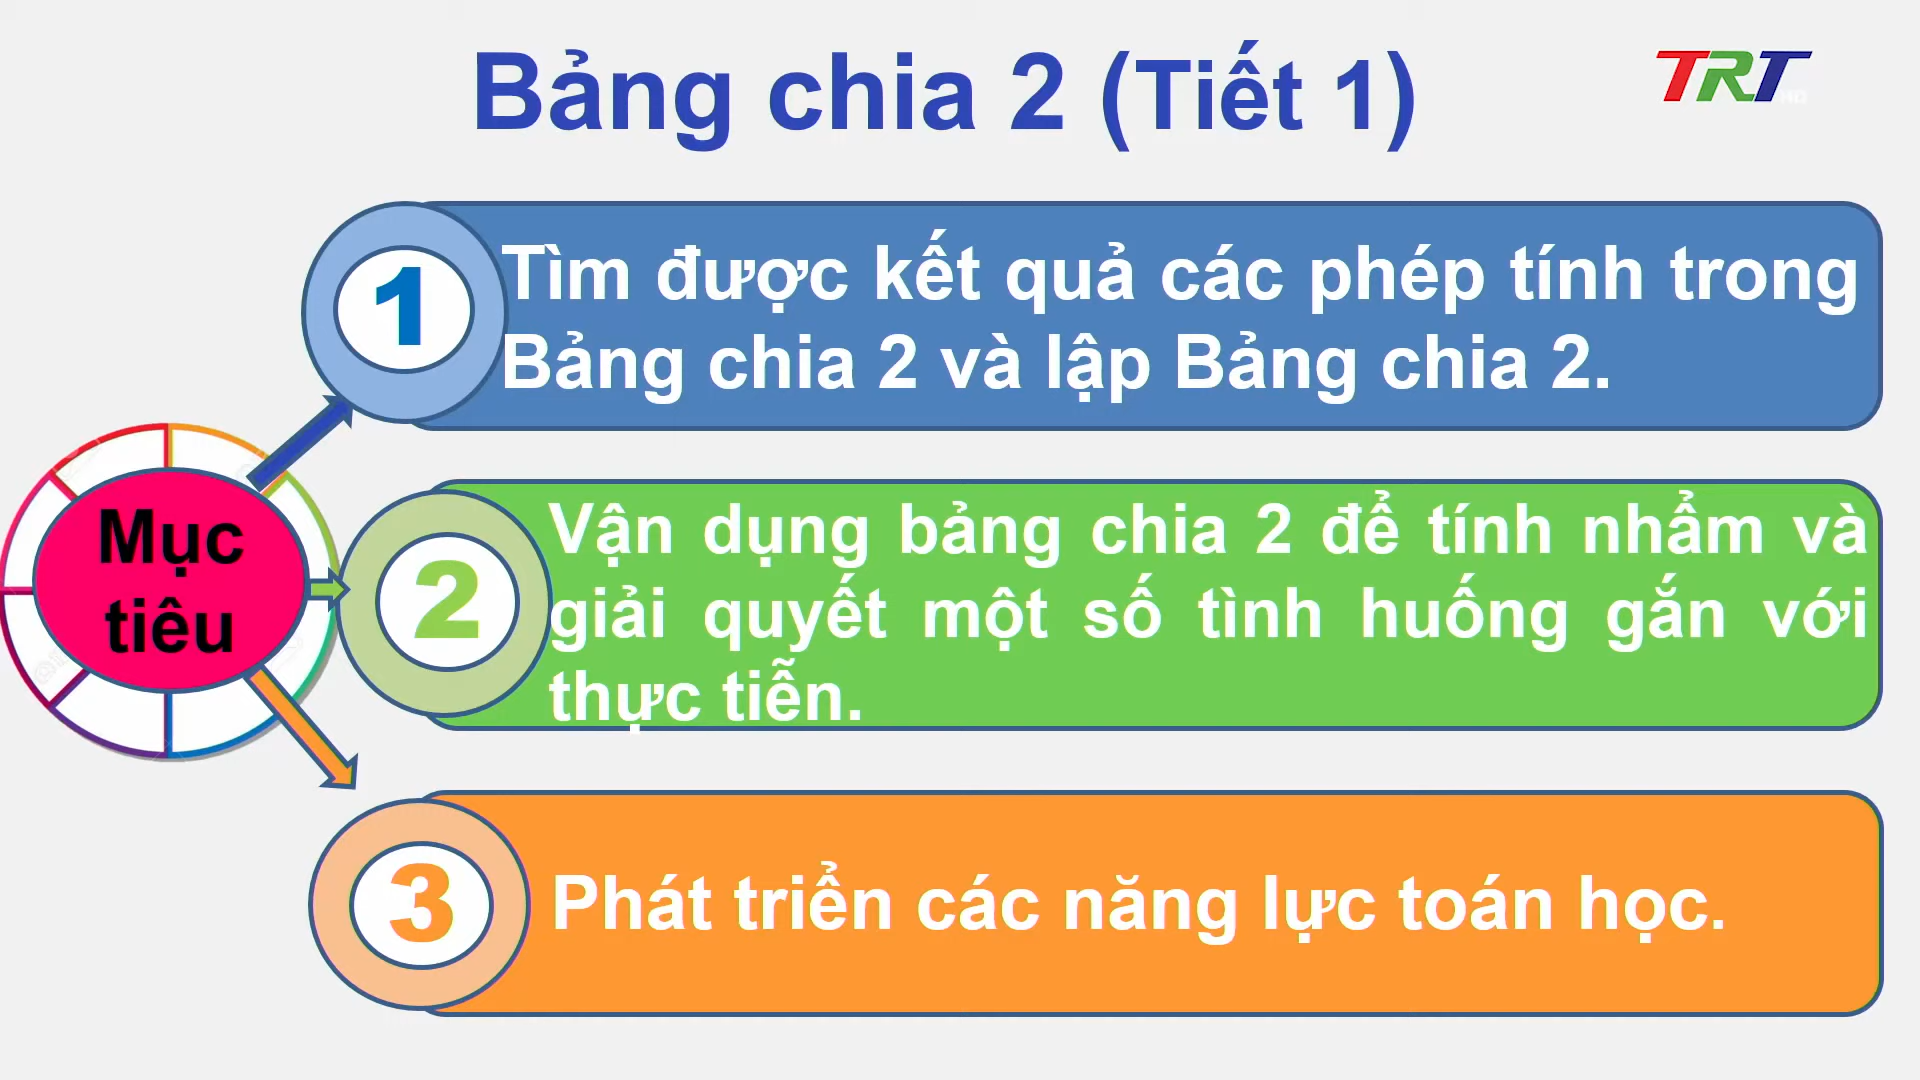 Bảng chia 2 (Tiết 1)
TRT
HD
1
Tìm được kết quả các phép tính trong
Bảng chia 2 và lập Bảng chia 2.
Mục
tiêu
2
Vận dụng bảng chia 2 để tính nhẩm và
giải quyết một số tình huống gắn với
thực tiễn.
3
Phát triển các năng lực toán học.